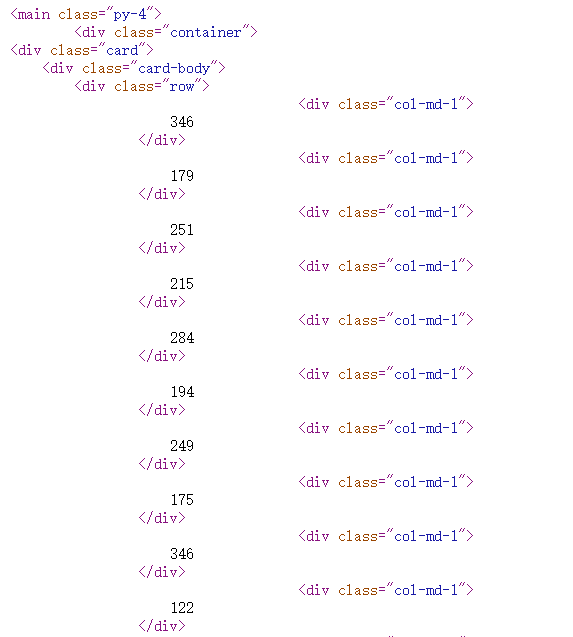 <main class="py-4">
<div class="container">
<div class="card">
<div class="card-body">
<div class="row">
<div class="col-md-1">
346
</div>
<div class="col-md-1">
179
</div>
<div class="col-md-1">
251
</div>
<div class="col-md-1">
215
</div>
<div class="col-md-1">
284
</div>
<div class="col-md-1">
194
</div>
<div class="col-md-1">
249
</div>
<div class="col-md-1">
175
</div>
<div class="col-md-1">
346
</div>
<div class="col-md-1">
122
</div>